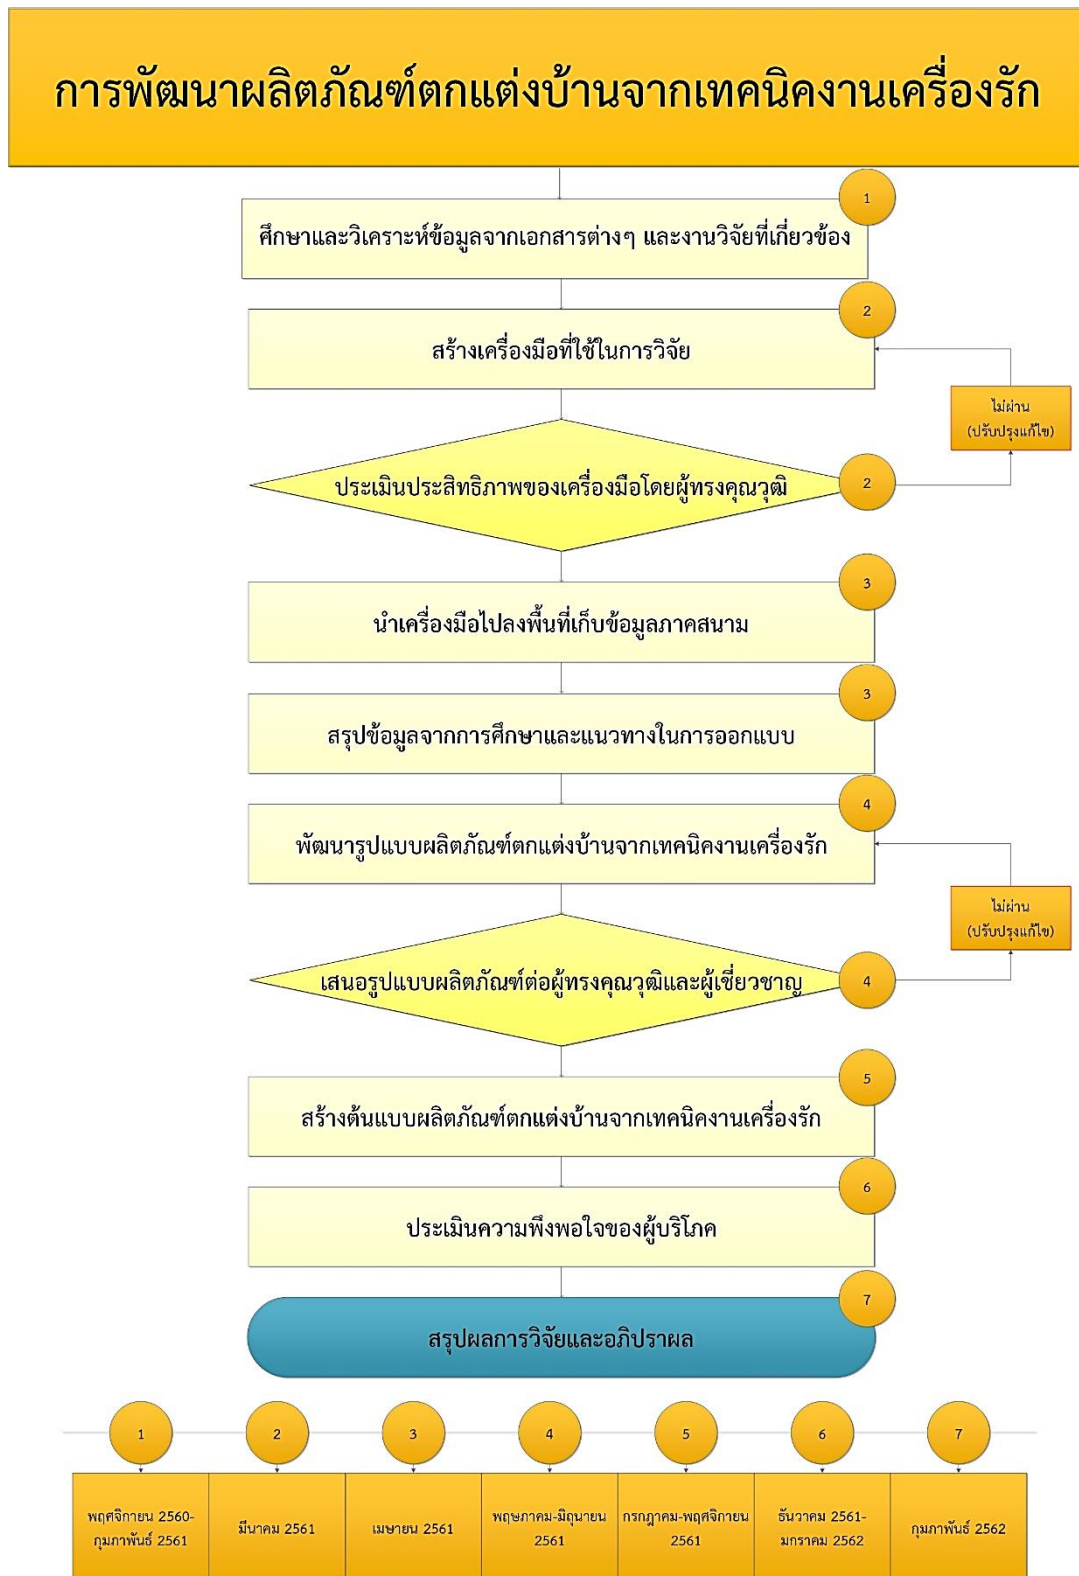 การพัฒนาผลิตภัณฑ์ตกแต่งบ้านจากเทคนิคงานเครื่องรัก
1
ศึกษาและวิเคราะห์ข้อมูลจากเอกสารต่างๆ และงานวิจัยที่เกี่ยวข้อง
2
สร้างเครื่องมือที่ใช้ในการวิจัย
ไม่ผ่าน
(ปรับปรุงแก้ไข)
ประเมินประสิทธิภาพของเครื่องมือโดยผู้ทรงคุณวุฒิ
2
3
นำเครื่องมือไปลงพื้นที่เก็บข้อมูลภาคสนาม
3
สรุปข้อมูลจากการศึกษาและแนวทางในการออกแบบ
4
พัฒนารูปแบบผลิตภัณฑ์ตกแต่งบ้านจากเทคนิคงานเครื่องรัก
ไม่ผ่าน
(ปรับปรุงแก้ไข)
เสนอรูปแบบผลิตภัณฑ์ต่อผู้ทรงคุณวุฒิและผู้เชี่ยวชาญ
4
5
สร้างต้นแบบผลิตภัณฑ์ตกแต่งบ้านจากเทคนิคงานเครื่องรัก
6
ประเมินความพึงพอใจของผู้บริโภค
7
สรุปผลการวิจัยและอภิปราผล
1
2
3
4
5
6
7
พฤศจิกายน 2560-
กุมภาพันธ์ 2561
มีนาคม 2561
เมษายน 2561
พฤษภาคม-มิถุนายน
2561
กรกฎาคม-พฤศจิกายน
2561
ธันวาคม 2561-
มกราคม 2562
กุมภาพันธ์ 2562